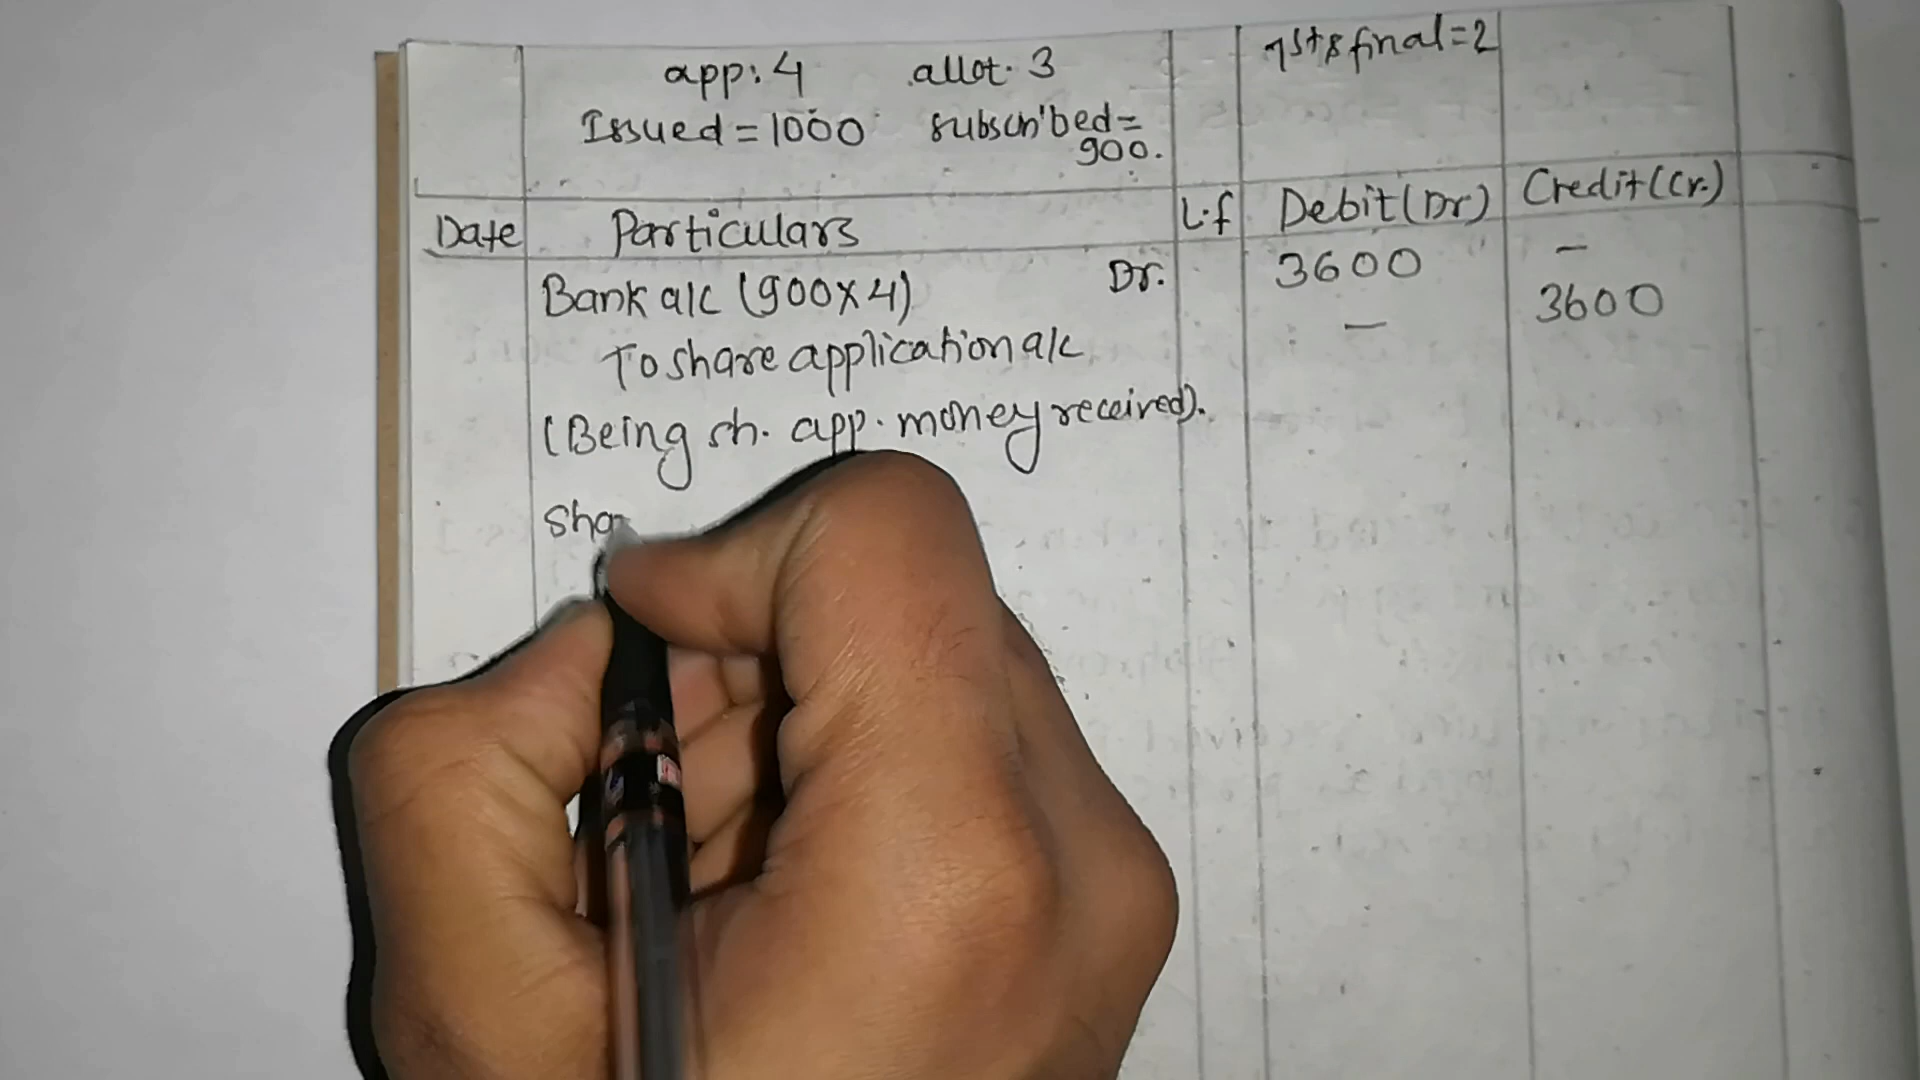 app: 4 allot. 3 1st & final = 2
Issued = 1000 subscribed =
900.
Date Particulars L.f Debit (Dr) Credit (Cr.)
Bank a/c (900 x 4) Dr. 3600 —
To share application a/c — 3600
(Being sh. app. money received).
Sha